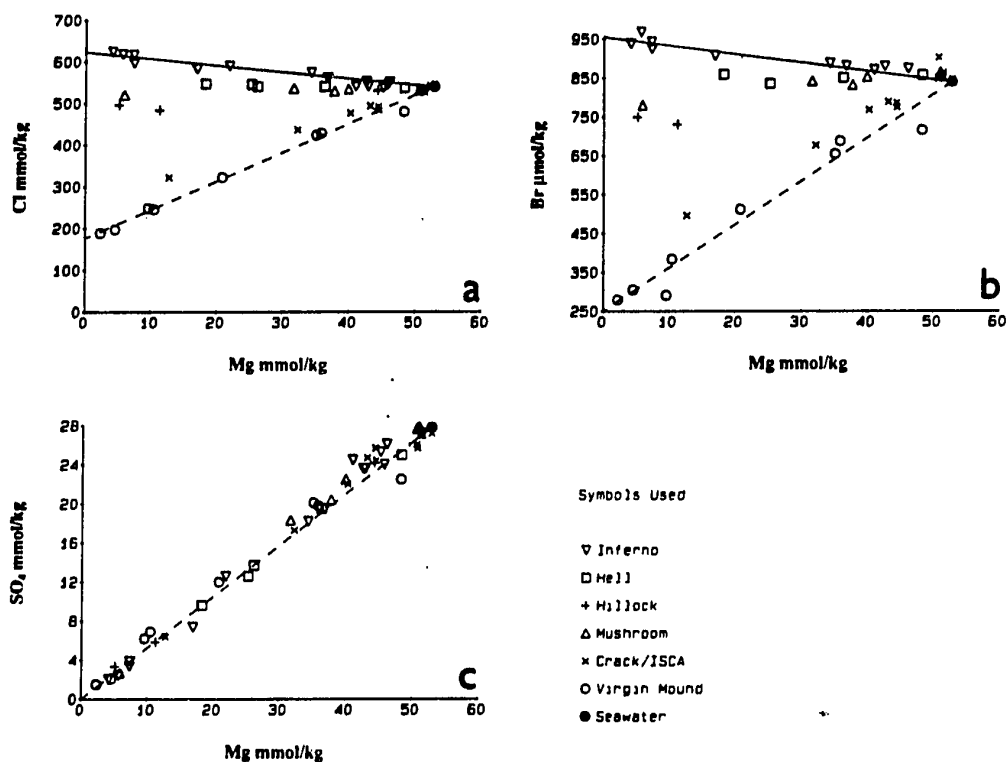 700
600
500
400
300
200
100
0
Cl mmol/kg
0 10 20 30 40 50 60
Mg mmol/kg
a
950
850
750
650
550
450
350
250
Br µmol/kg
0 10 20 30 40 50 60
Mg mmol/kg
b
28
24
20
16
12
8
4
0
SO₄ mmol/kg
0 10 20 30 40 50 60
Mg mmol/kg
c
Symbols Used
Inferno
Hell
Hillock
Mushroom
Crack/ISCA
Virgin Mound
Seawater